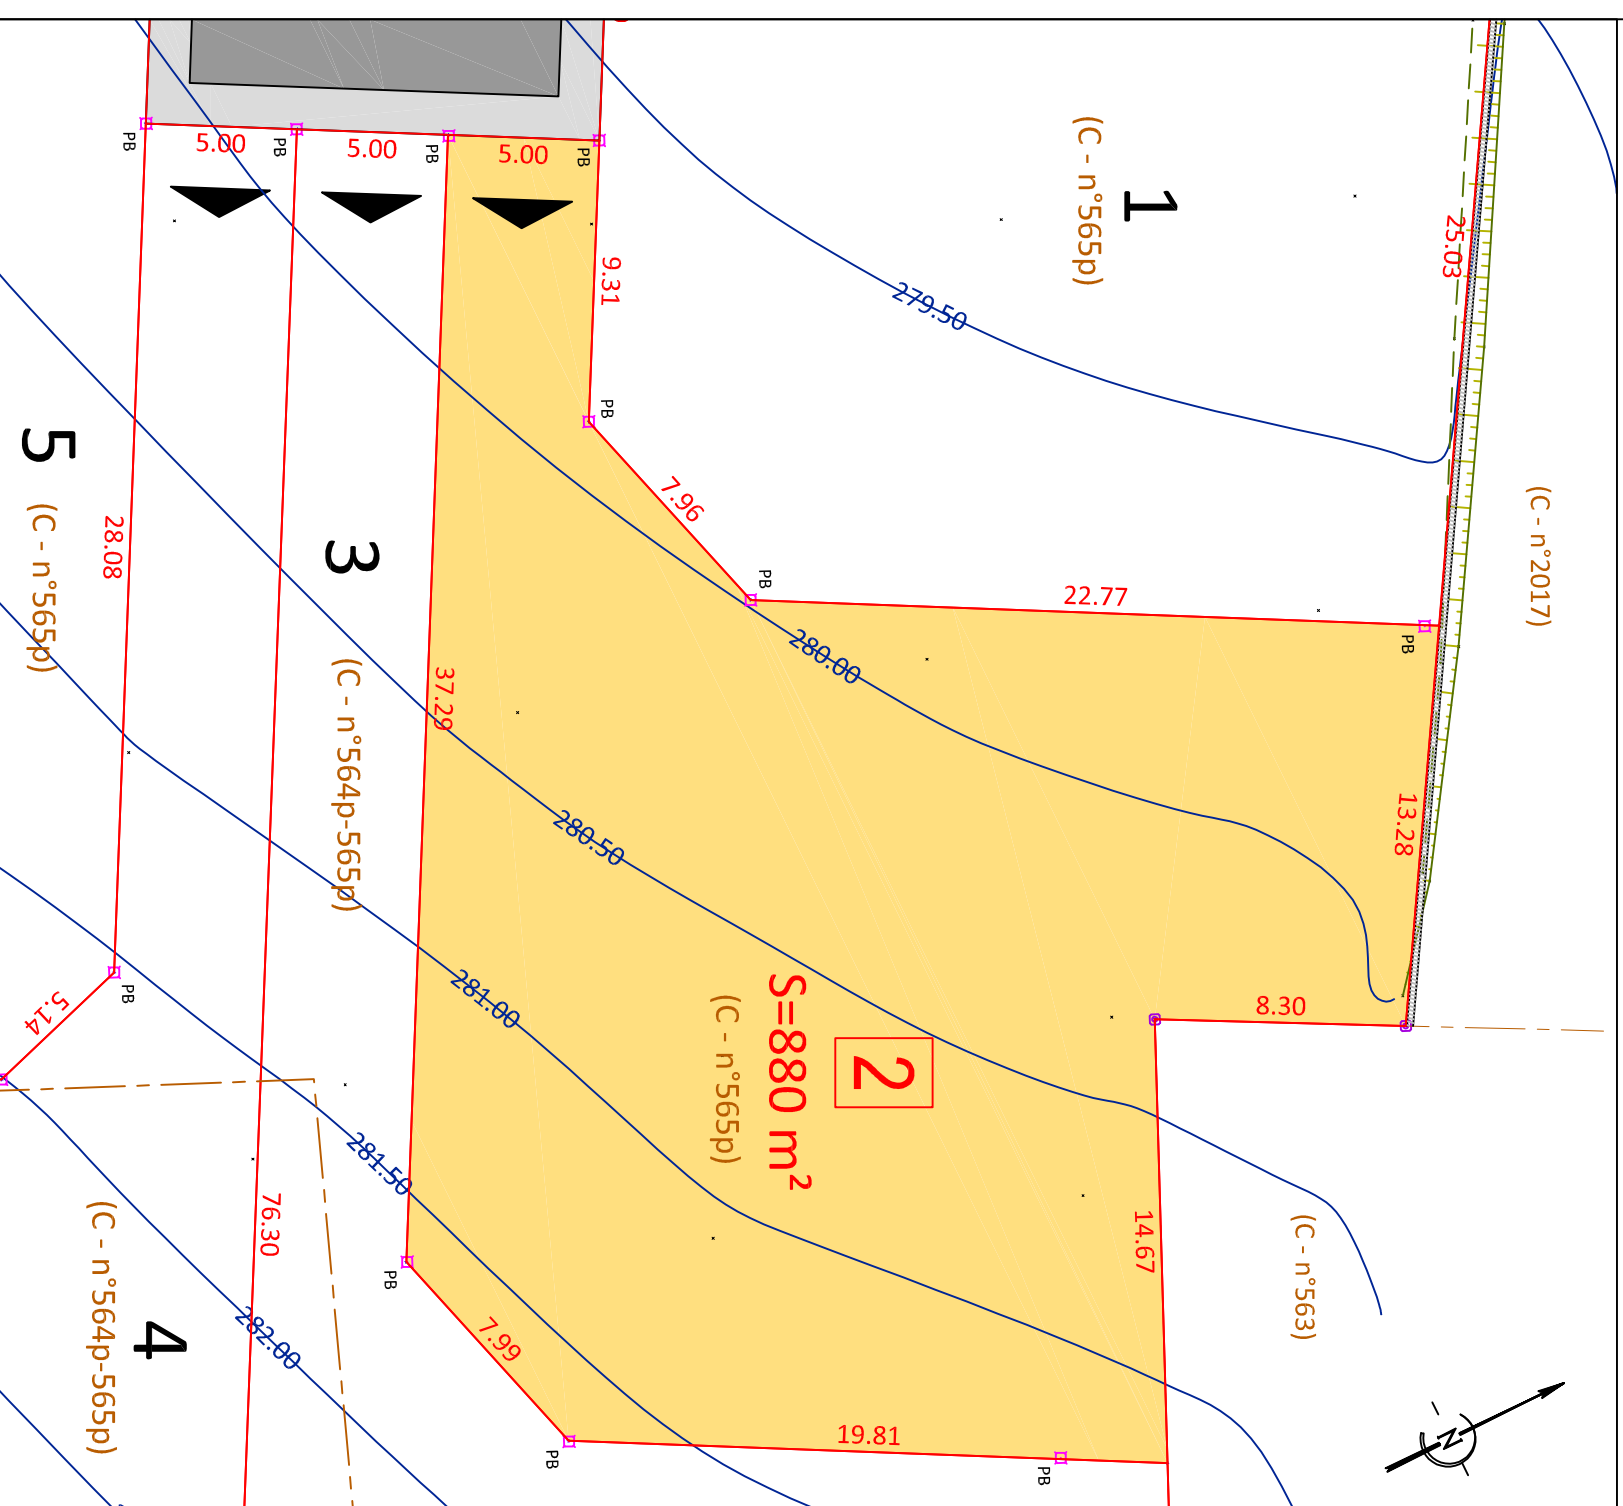 1
(C - n°565p)
25.03
(C - n°2017)
PB
PB
PB
PB
5.00
5.00
5.00
9.31
279.50
PB
7.96
PB
22.77
PB
5
(C - n°565p)
28.08
3
(C - n°564p-565p)
37.29
280.00
280.50
13.28
281.00
8.30
2
S=880 m²
(C - n°565p)
PB
5.14
281.50
14.67
(C - n°563)
76.30
PB
4
(C - n°564p-565p)
282.00
7.99
PB
19.81
PB
N